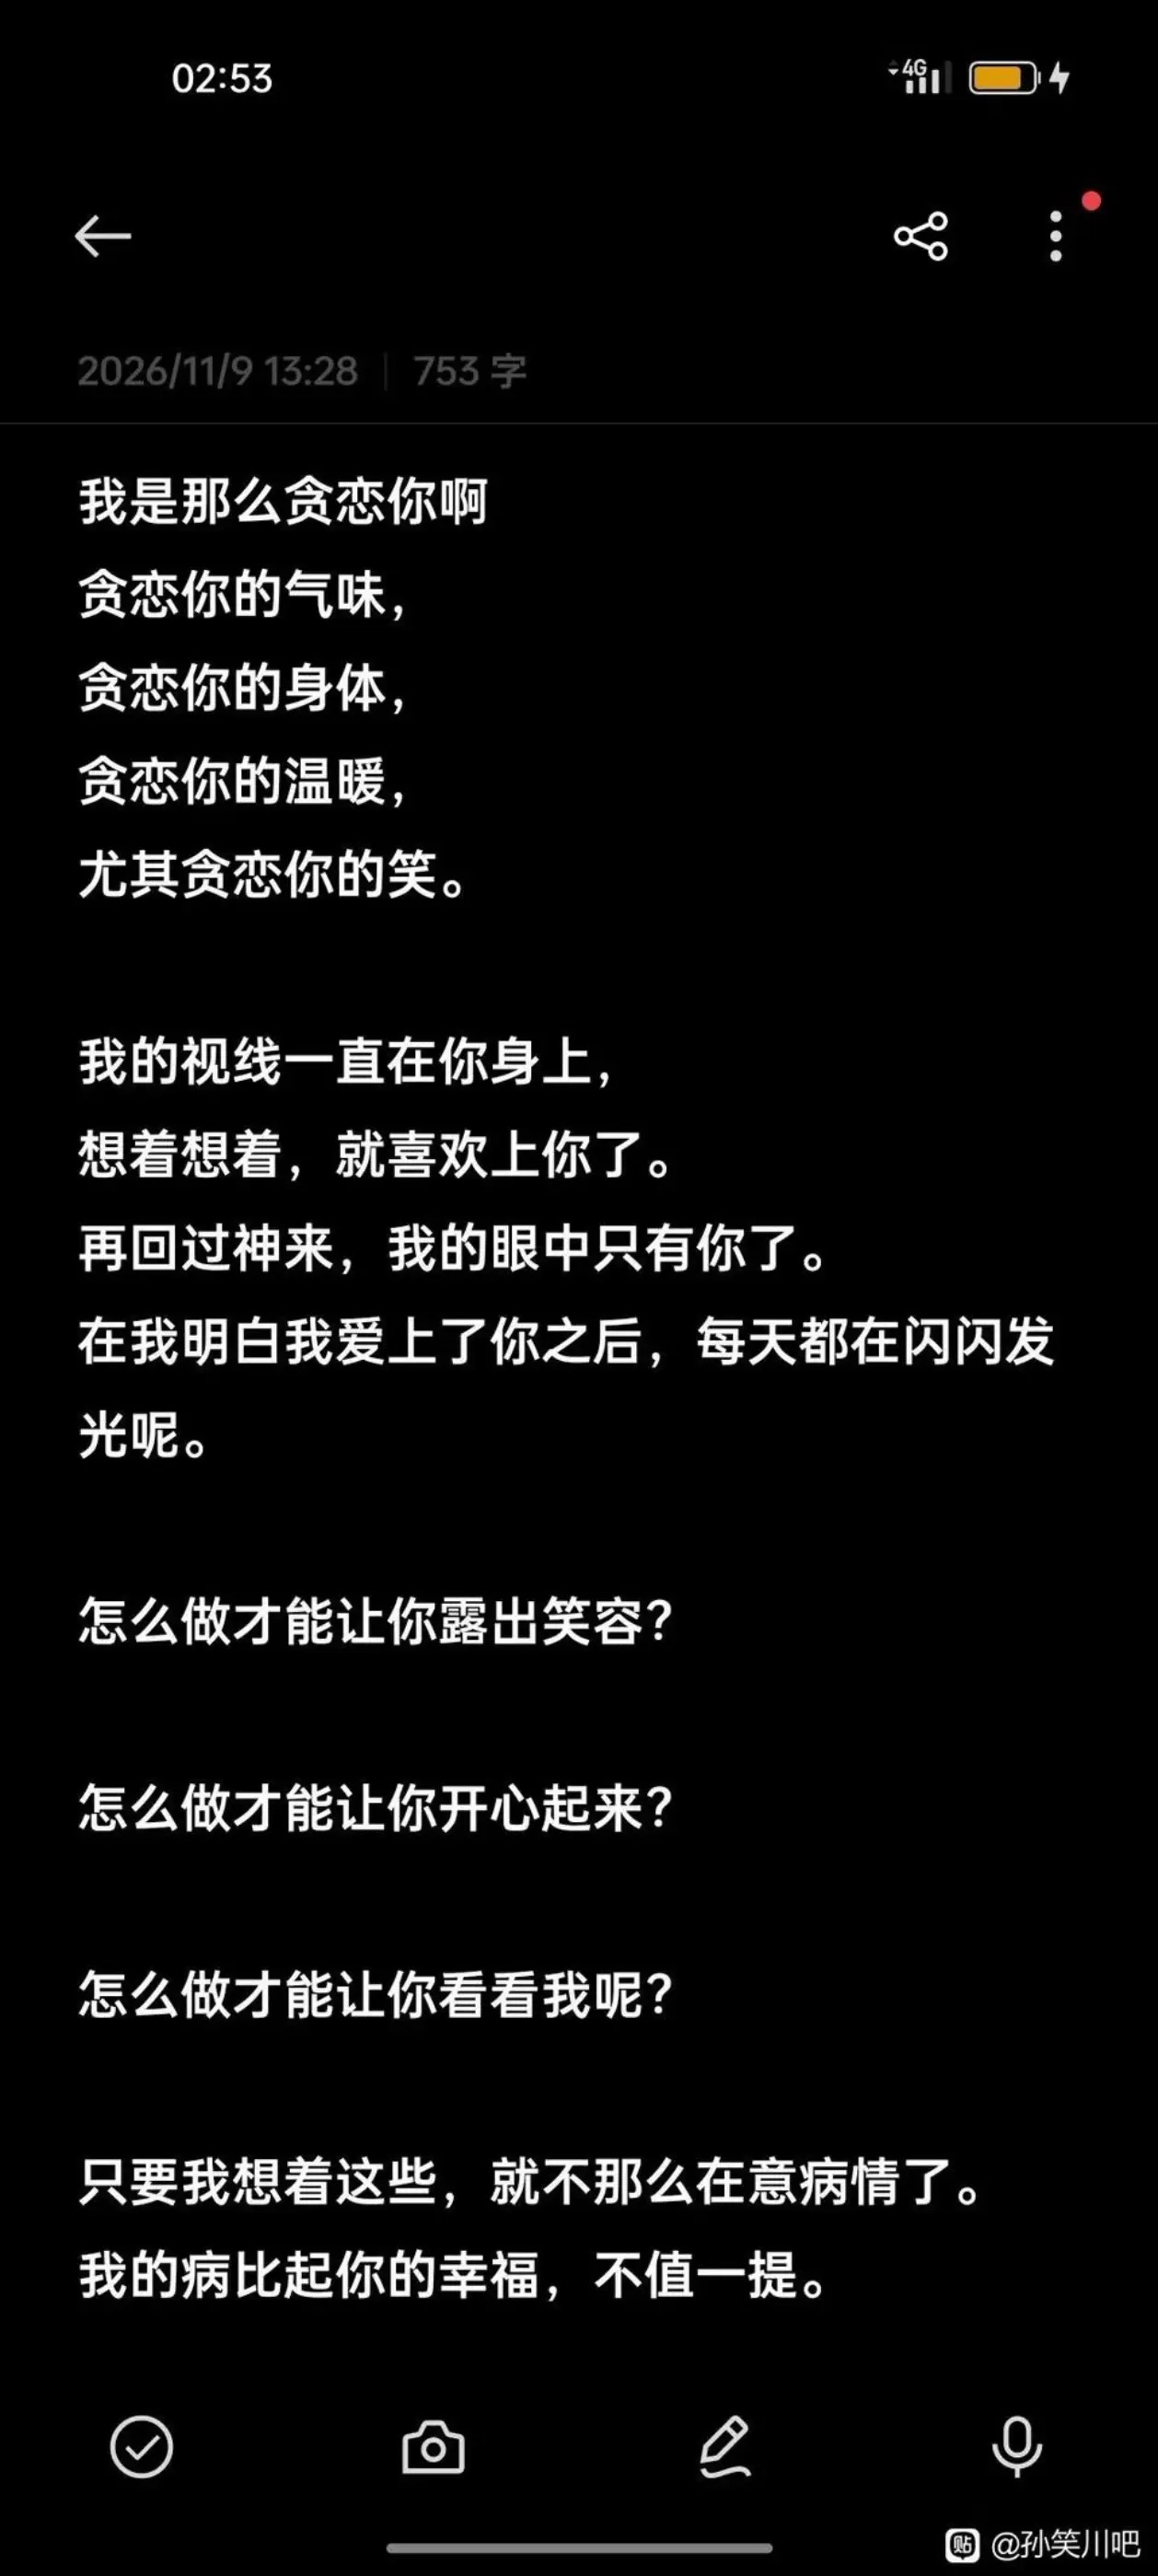 02:53
4G
2026/11/9 13:28 | 753 字
我是那么贪恋你啊
贪恋你的气味，
贪恋你的身体，
贪恋你的温暖，
尤其贪恋你的笑。
我的视线一直在你身上，
想着想着，就喜欢上你了。
再回过神来，我的眼中只有你了。
在我明白我爱上了你之后，每天都在闪闪发
光呢。
怎么做才能让你露出笑容？
怎么做才能让你开心起来？
怎么做才能让你看看我呢？
只要我想着这些，就不那么在意病情了。
我的病比起你的幸福，不值一提。
贴 @孙笑川吧